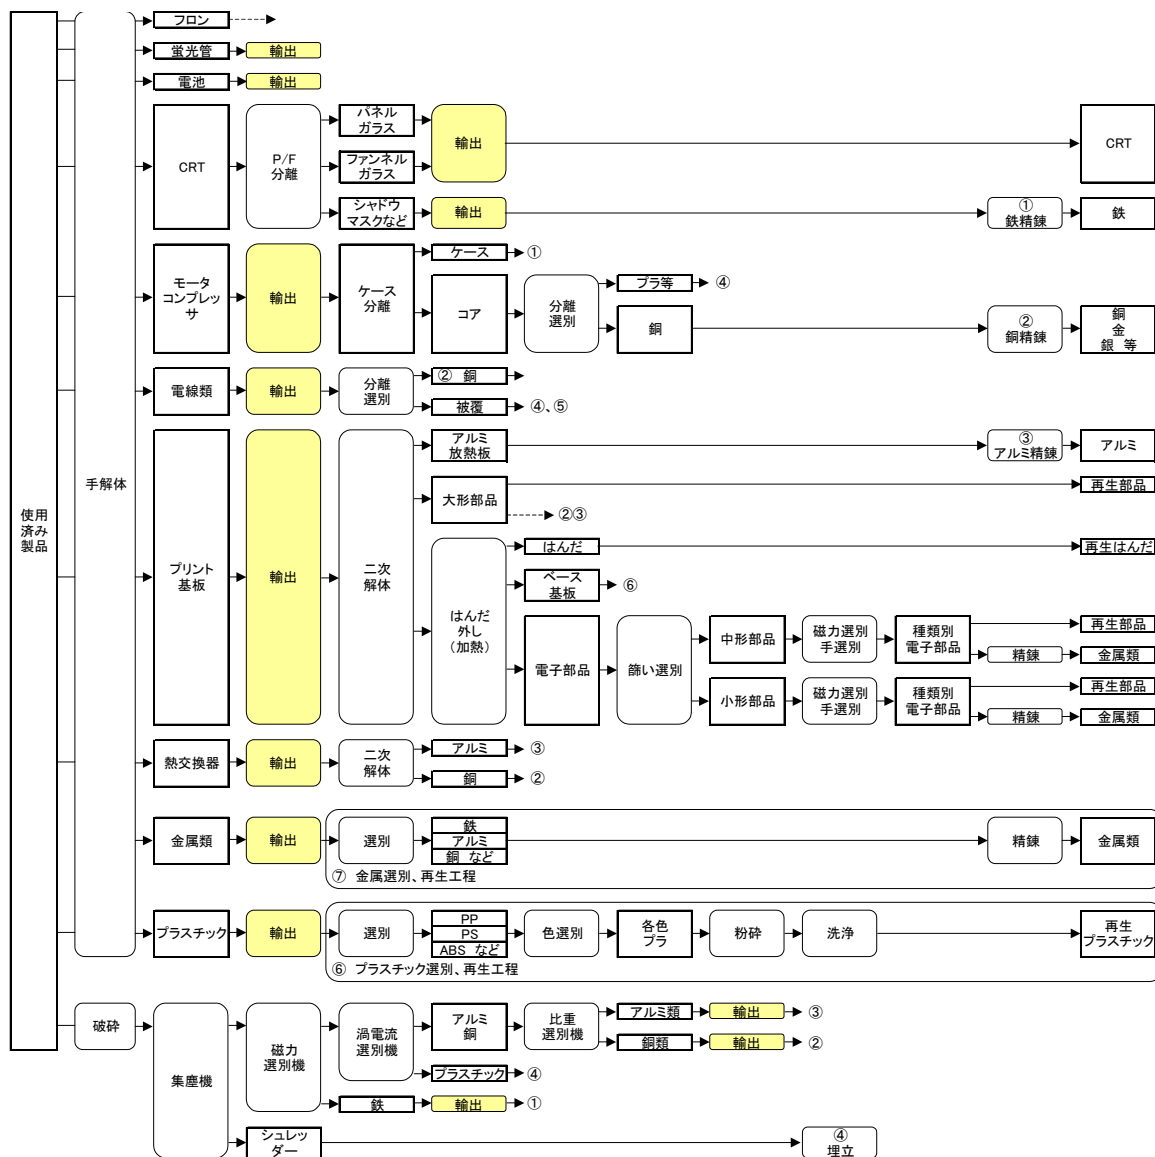 使用
済み
製品
手解体
フロン
蛍光管
輸出
電池
輸出
CRT
P/F
分離
パネル
ガラス
ファンネル
ガラス
輸出
CRT
シャドウ
マスクなど
輸出
①
鉄精錬
鉄
モータ
コンプレッ
サ
輸出
ケース
分離
ケース
①
コア
分離
選別
プラ等
④
銅
②
銅精錬
銅
金
銀 等
電線類
輸出
分離
選別
② 銅
被覆
④、⑤
プリント
基板
輸出
二次
解体
アルミ
放熱板
③
アルミ精錬
アルミ
大形部品
再生部品
②③
はんだ
外し
(加熱)
はんだ
再生はんだ
ベース
基板
⑥
電子部品
篩い選別
中形部品
磁力選別
手選別
種類別
電子部品
再生部品
精錬
金属類
小形部品
磁力選別
手選別
種類別
電子部品
再生部品
精錬
金属類
熱交換器
輸出
二次
解体
アルミ
③
銅
②
金属類
輸出
選別
鉄
アルミ
銅 など
精錬
金属類
⑦ 金属選別、再生工程
プラスチック
輸出
選別
PP
PS
ABS など
色選別
各色
プラ
粉砕
洗浄
再生
プラスチック
⑥ プラスチック選別、再生工程
破砕
集塵機
磁力
選別機
渦電流
選別機
アルミ
銅
比重
選別機
アルミ類
輸出
③
銅類
輸出
②
プラスチック
④
鉄
輸出
①
シュレッ
ダー
④
埋立